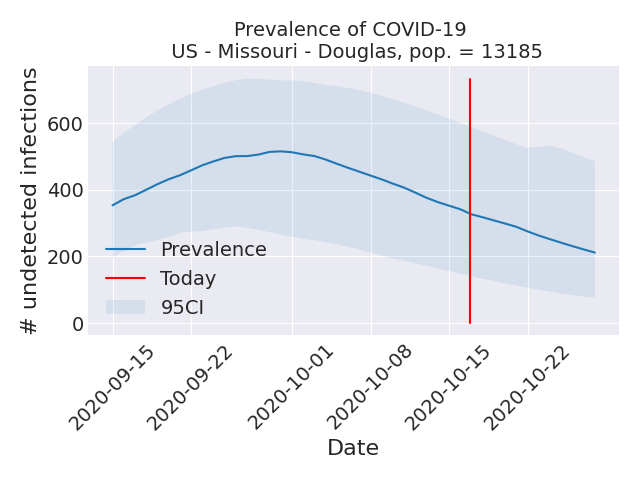 Prevalence of COVID-19
US - Missouri - Douglas, pop. = 13185
# undetected infections
600
400
200
0
Prevalence
Today
95CI
2020-09-15
2020-09-22
2020-10-01
2020-10-08
2020-10-15
2020-10-22
Date